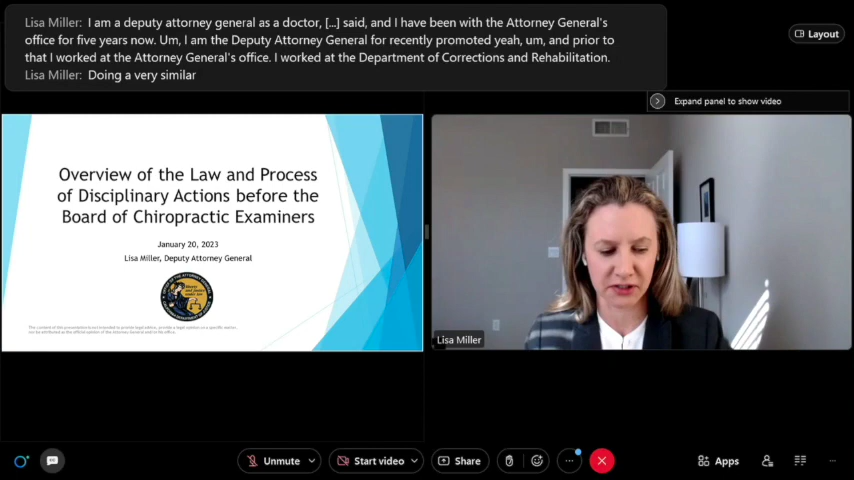 Lisa Miller: I am a deputy attorney general as a doctor, [...] said, and I have been with the Attorney General's
office for five years now. Um, I am the Deputy Attorney General for recently promoted yeah, um, and prior to
that I worked at the Attorney General's office. I worked at the Department of Corrections and Rehabilitation.
Lisa Miller: Doing a very similar
Layout
Expand panel to show video
Overview of the Law and Process
of Disciplinary Actions before the
Board of Chiropractic Examiners
January 20, 2023
Lisa Miller, Deputy Attorney General
Lisa Miller
Unmute
Start video
Share
Apps